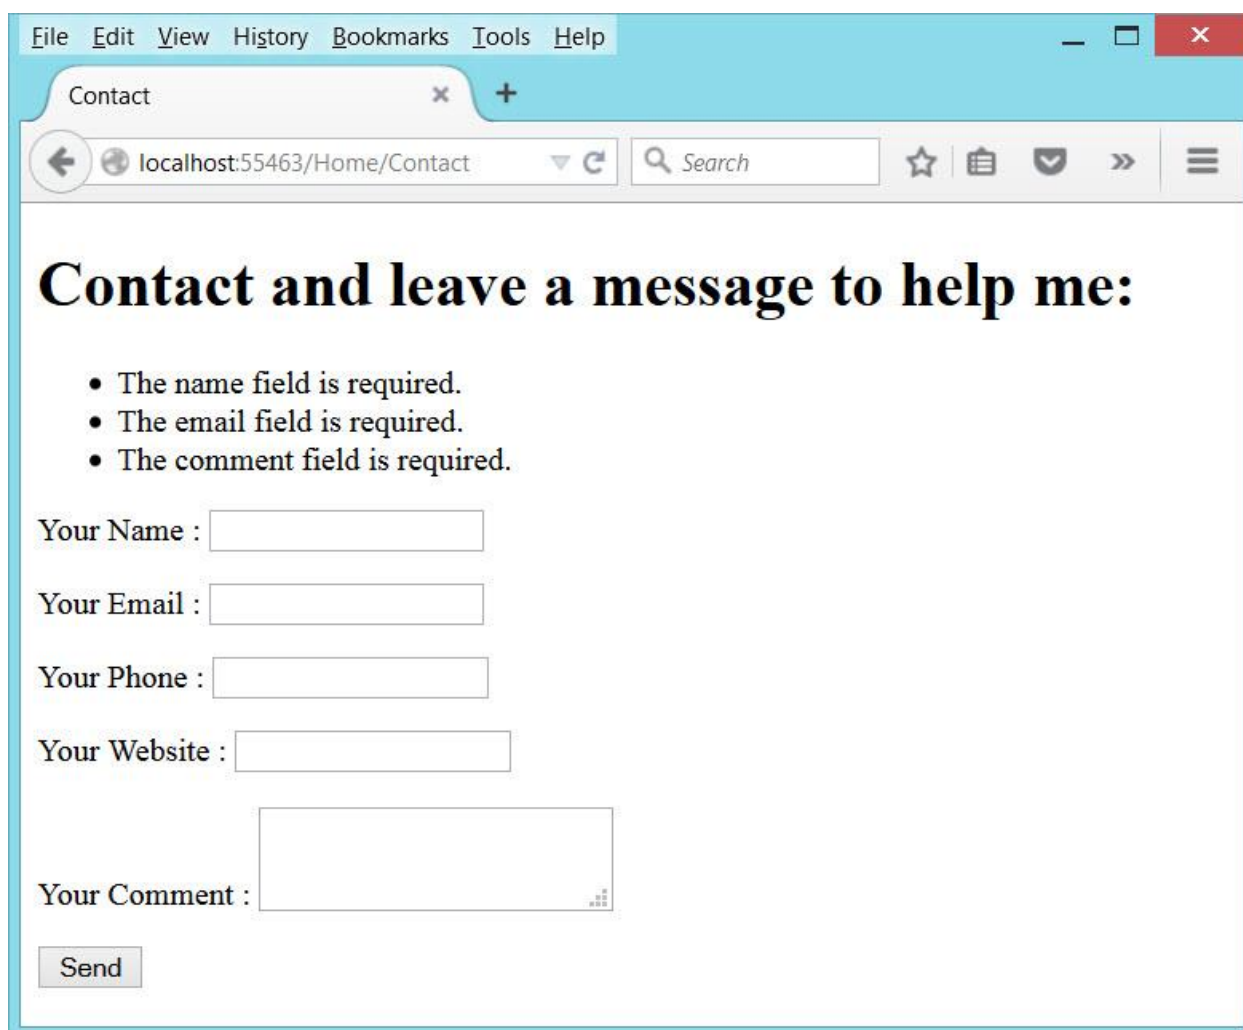 File Edit View History Bookmarks Tools Help
Contact
localhost:55463/Home/Contact Search
Contact and leave a message to help me:
• The name field is required.
• The email field is required.
• The comment field is required.
Your Name :
Your Email :
Your Phone :
Your Website :
Your Comment :
Send